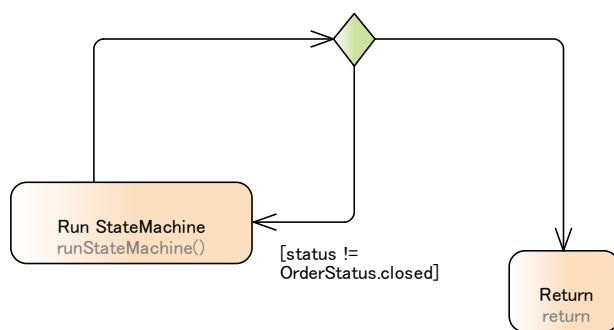 Run StateMachine
runStateMachine()
[status !=
OrderStatus.closed]
Return
return